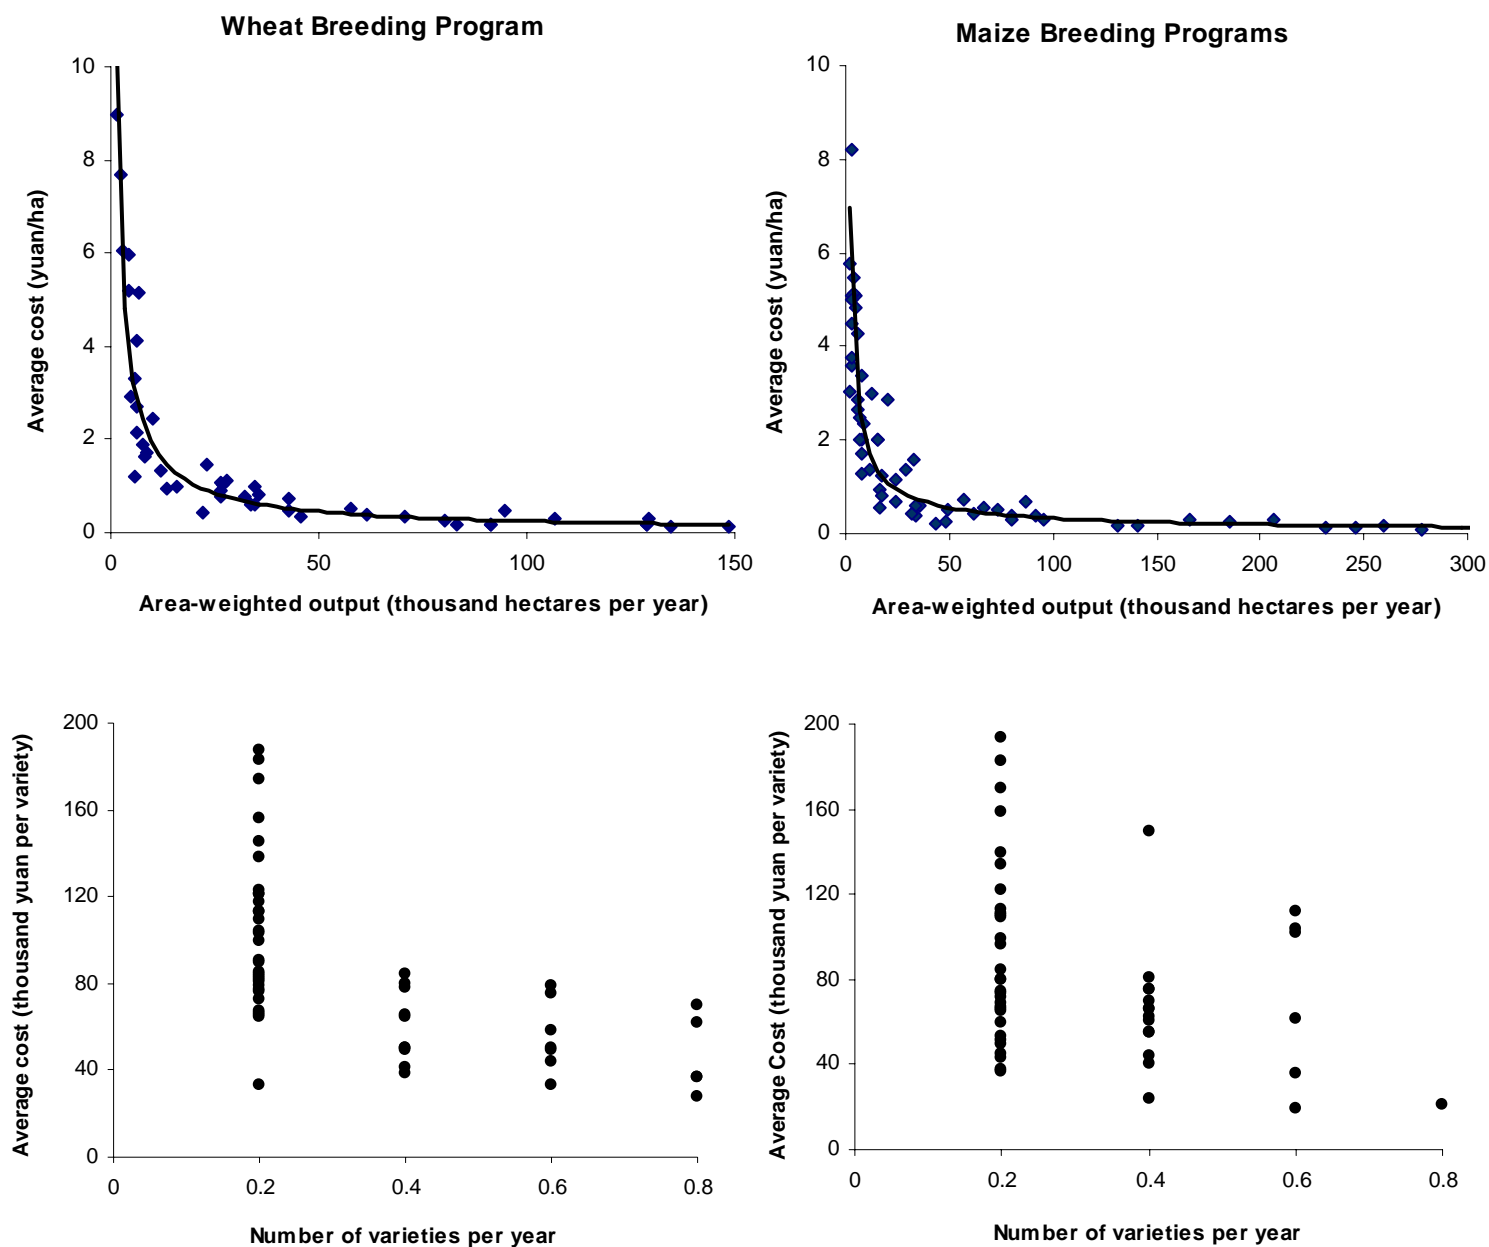 Wheat Breeding Program
10
8
6
4
2
0
0 50 100 150
Average cost (yuan/ha)
Area-weighted output (thousand hectares per year)
Maize Breeding Programs
10
8
6
4
2
0
0 50 100 150 200 250 300
Average cost (yuan/ha)
Area-weighted output (thousand hectares per year)
200
160
120
80
40
0
0 0.2 0.4 0.6 0.8
Average cost (thousand yuan per variety)
Number of varieties per year
200
160
120
80
40
0
0 0.2 0.4 0.6 0.8
Average Cost (thousand yuan per variety)
Number of varieties per year